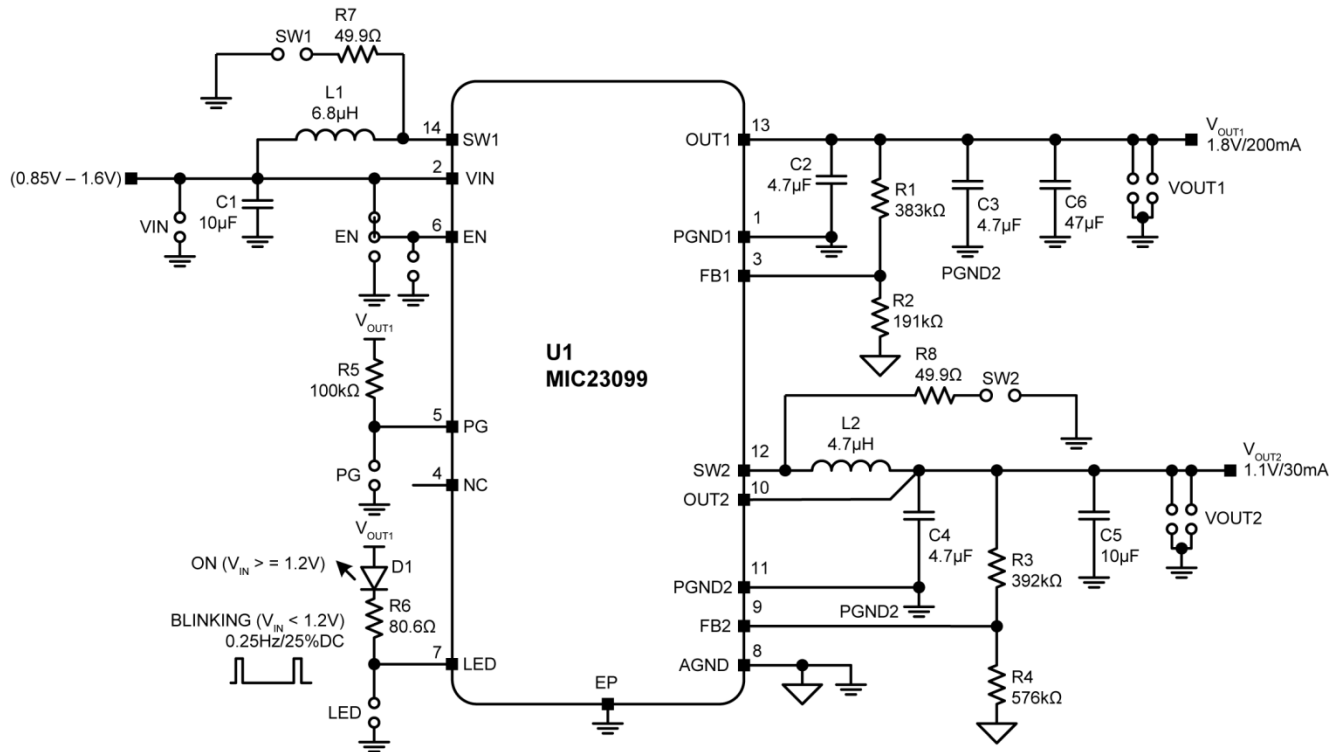 R7
49.9Ω
SW1
L1
6.8µH
14
SW1
(0.85V – 1.6V)
2
VIN
C1
10µF
VIN
EN
6
EN
V_OUT1
R5
100kΩ
5
PG
PG
4
NC
V_OUT1
ON (V_IN > = 1.2V)
D1
BLINKING (V_IN < 1.2V)
0.25Hz/25%DC
R6
80.6Ω
7
LED
LED
U1
MIC23099
EP
OUT1
13
V_OUT1
1.8V/200mA
C2
4.7µF
R1
383kΩ
C3
4.7µF
C6
47µF
VOUT1
1
PGND1
PGND2
3
FB1
R2
191kΩ
R8
49.9Ω
SW2
L2
4.7µH
12
SW2
V_OUT2
1.1V/30mA
10
OUT2
C4
4.7µF
C5
10µF
VOUT2
R3
392kΩ
11
PGND2
PGND2
9
FB2
8
AGND
R4
576kΩ